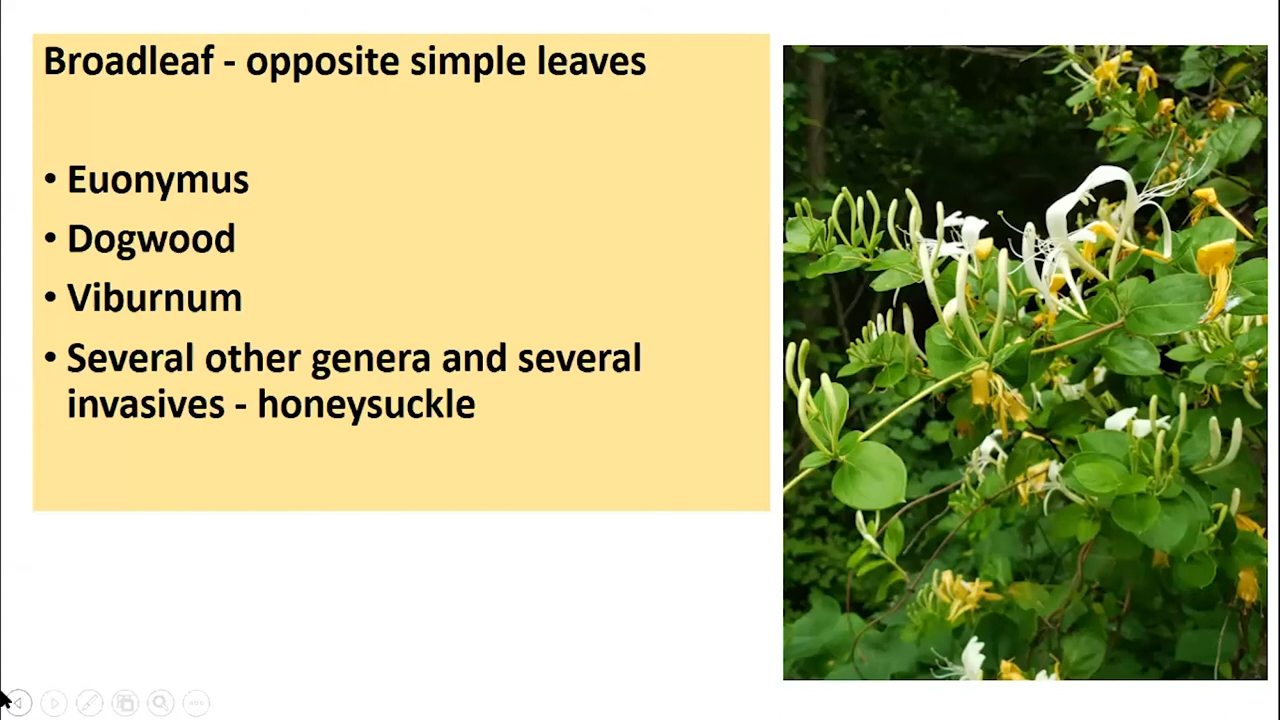 Broadleaf - opposite simple leaves
• Euonymus
• Dogwood
• Viburnum
• Several other genera and several
invasives - honeysuckle